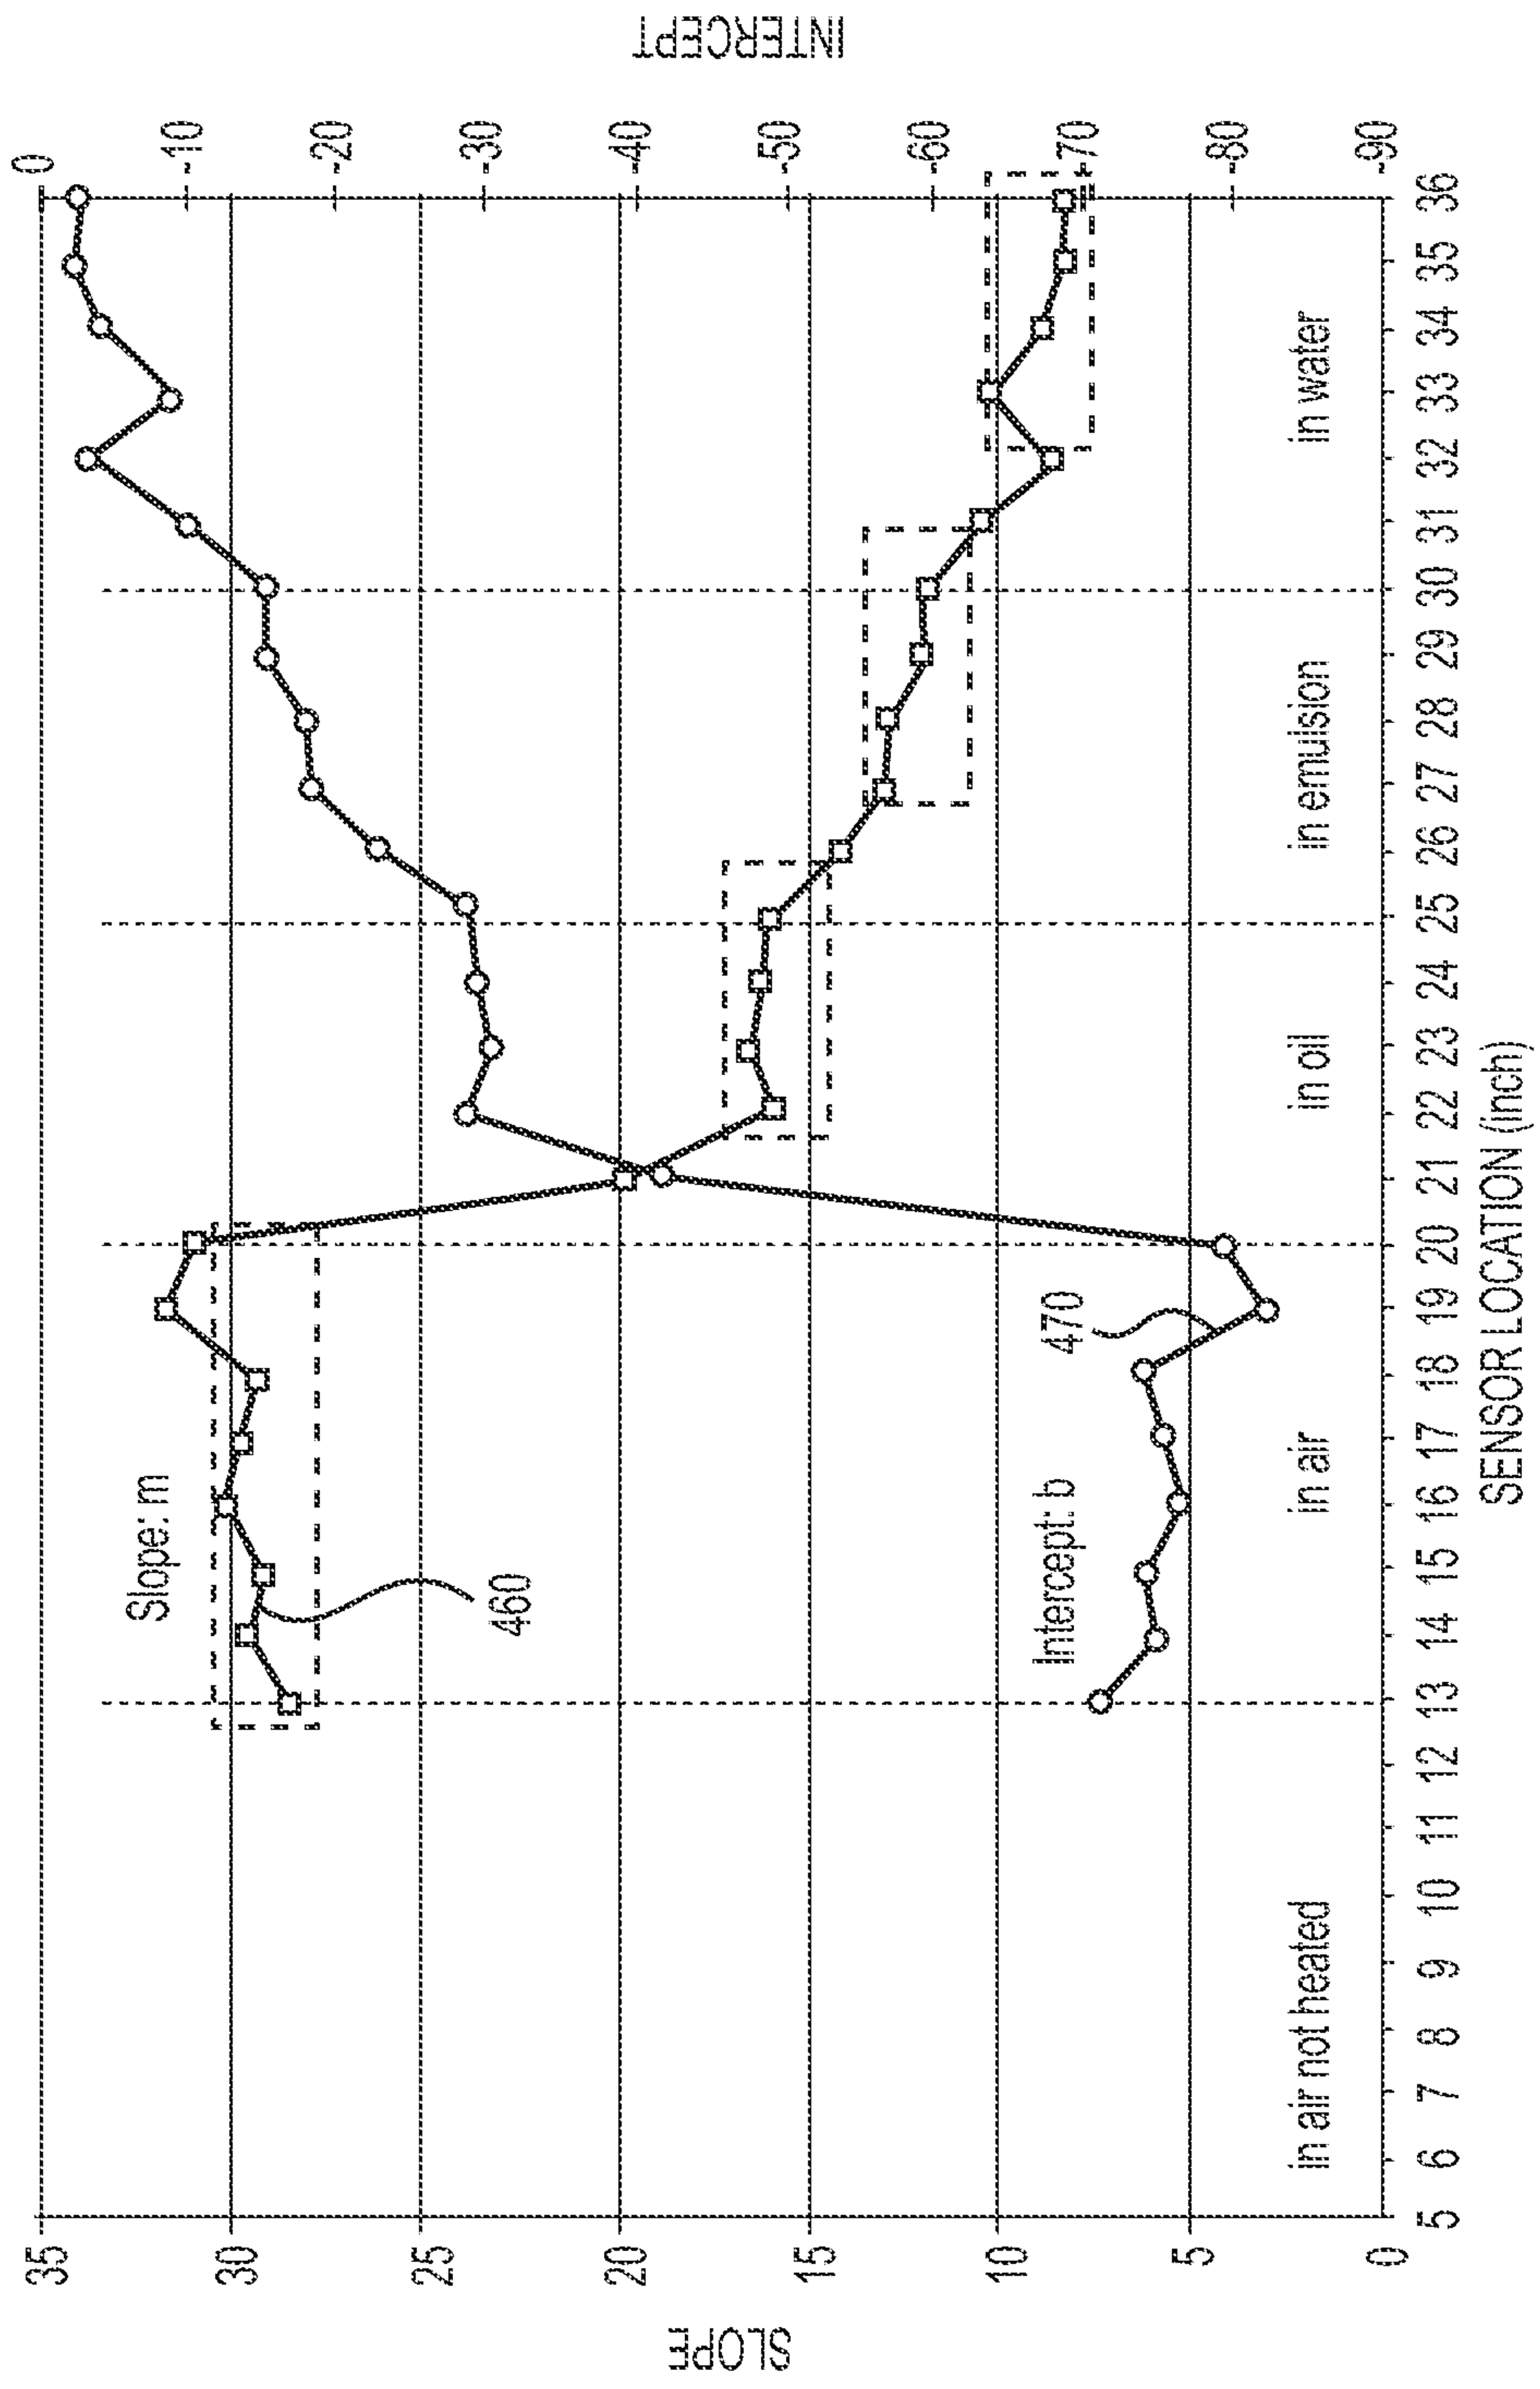 SLOPE
35
30
25
20
15
10
5
0
INTERCEPT
0
-10
-20
-30
-40
-50
-60
-70
-80
-90
Slope: m
460
Intercept: b
470
in air not heated
in air
in oil
in emulsion
in water
5 6 7 8 9 10 11 12 13 14 15 16 17 18 19 20 21 22 23 24 25 26 27 28 29 30 31 32 33 34 35 36
SENSOR LOCATION (inch)